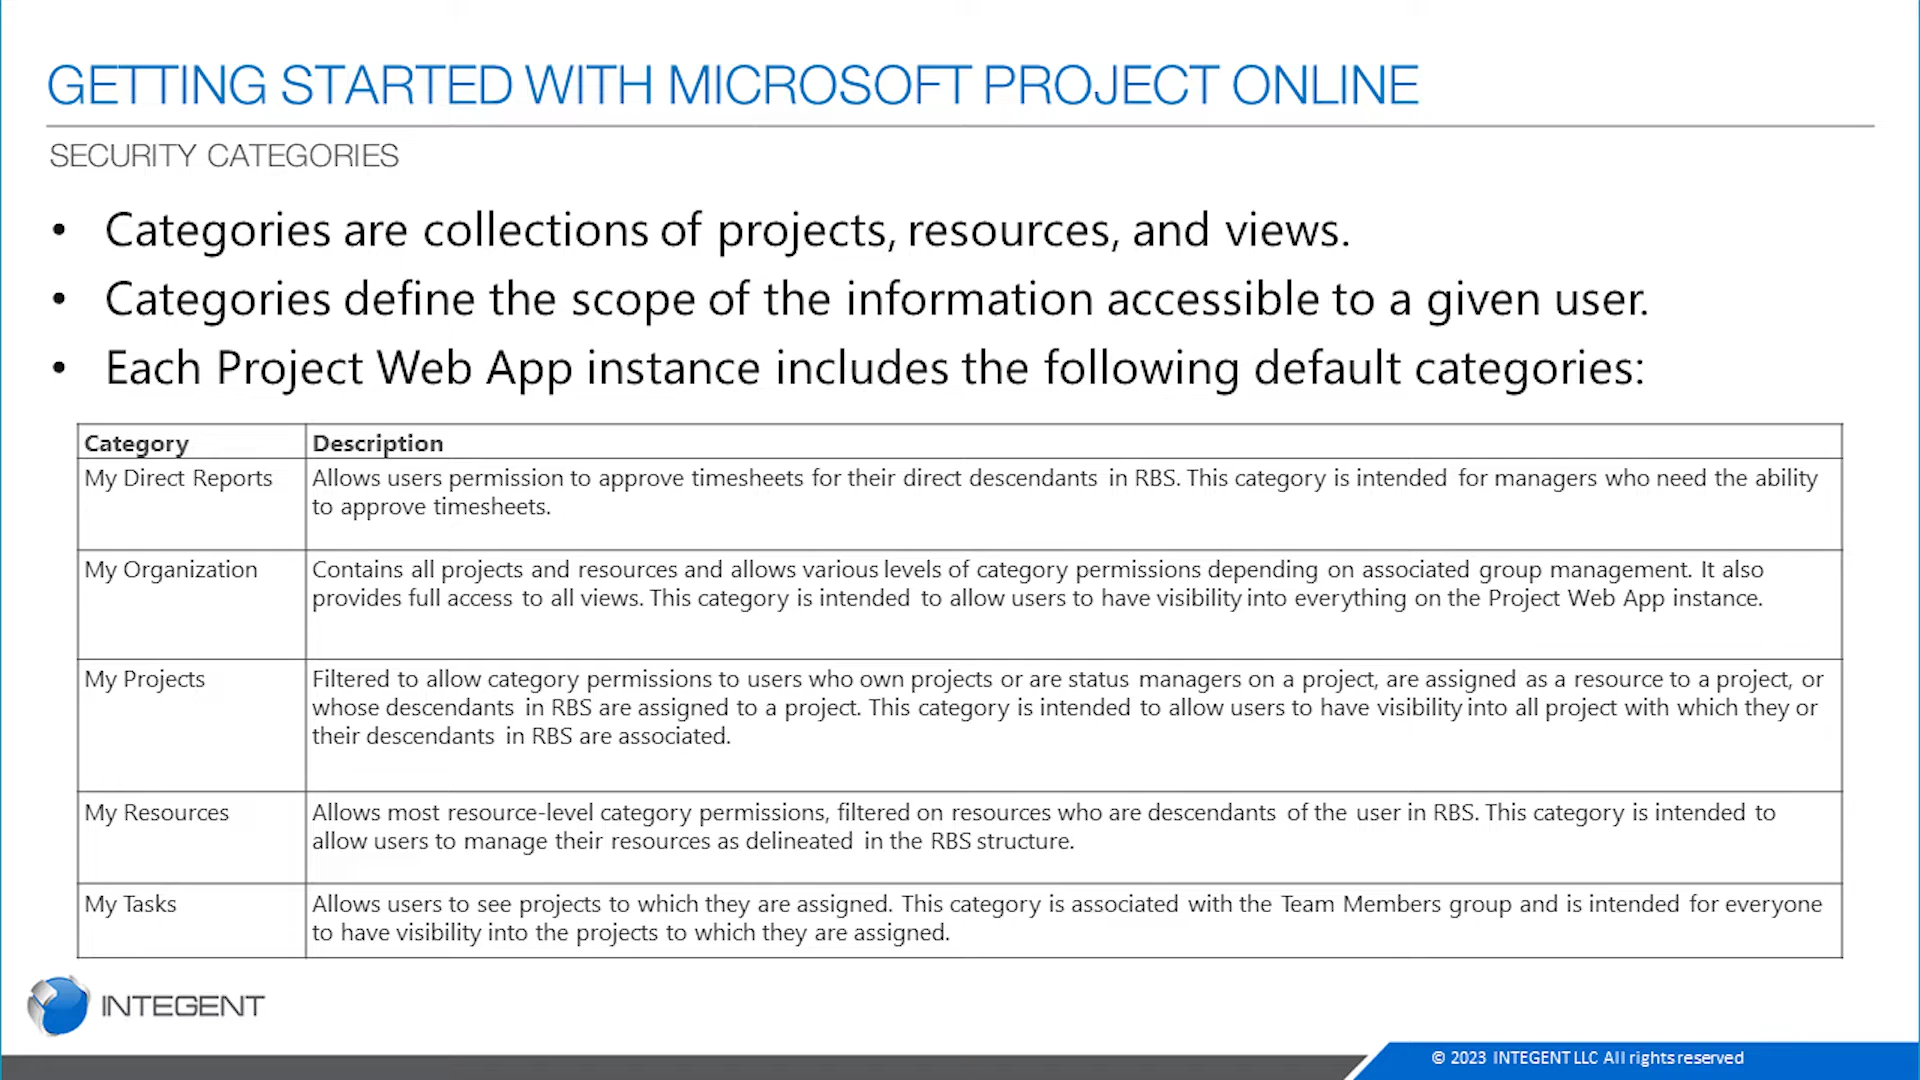 GETTING STARTED WITH MICROSOFT PROJECT ONLINE
SECURITY CATEGORIES
• Categories are collections of projects, resources, and views.
• Categories define the scope of the information accessible to a given user.
• Each Project Web App instance includes the following default categories:
Category Description
My Direct Reports Allows users permission to approve timesheets for their direct descendants in RBS. This category is intended for managers who need the ability
to approve timesheets.
My Organization Contains all projects and resources and allows various levels of category permissions depending on associated group management. It also
provides full access to all views. This category is intended to allow users to have visibility into everything on the Project Web App instance.
My Projects Filtered to allow category permissions to users who own projects or are status managers on a project, are assigned as a resource to a project, or
whose descendants in RBS are assigned to a project. This category is intended to allow users to have visibility into all project with which they or
their descendants in RBS are associated.
My Resources Allows most resource-level category permissions, filtered on resources who are descendants of the user in RBS. This category is intended to
allow users to manage their resources as delineated in the RBS structure.
My Tasks Allows users to see projects to which they are assigned. This category is associated with the Team Members group and is intended for everyone
to have visibility into the projects to which they are assigned.
INTEGENT
© 2023 INTEGENT LLC All rights reserved